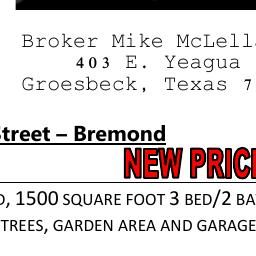 Broker Mike McLell
403 E. Yeagua
Groesbeck, Texas 7
Street – Bremond
NEW PRIC
1500 SQUARE FOOT 3 BED/2 BA
TREES, GARDEN AREA AND GARAGE